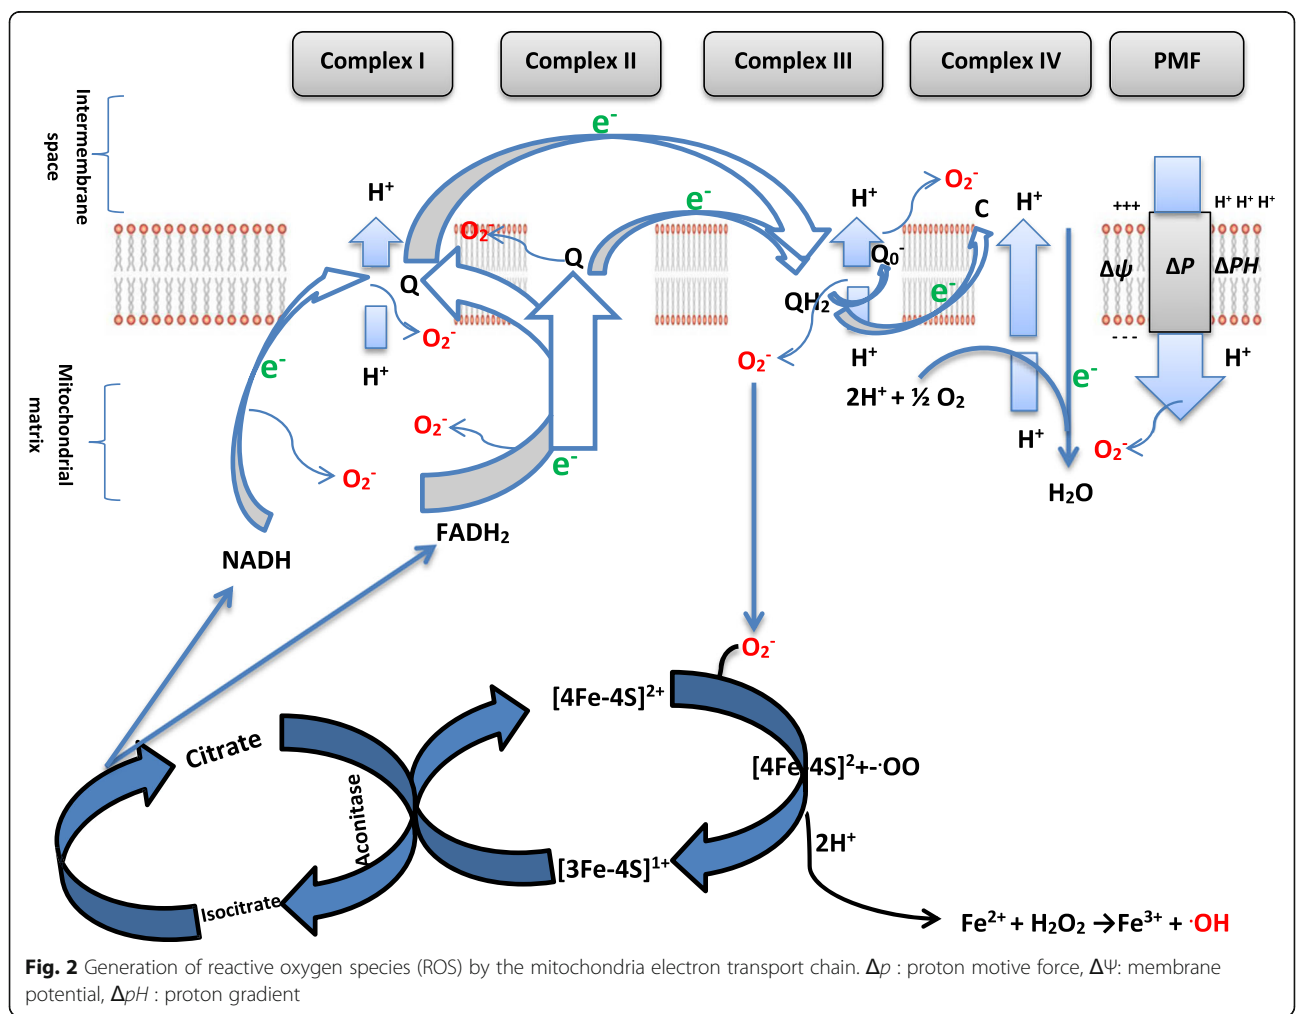 Complex I
Complex II
Complex III
Complex IV
PMF
Intermembrane
space
e⁻
H⁺
O₂⁻
Q
Q
e⁻
H⁺
O₂⁻
C
H⁺
Q₀⁻
+++
H⁺ H⁺ H⁺
Δψ
ΔP
ΔPH
- - -
QH₂
e⁻
O₂⁻
H⁺
e⁻
H⁺
O₂⁻
2H⁺ + ½ O₂
e⁻
H⁺
Mitochondrial
matrix
O₂⁻
e⁻
O₂⁻
H⁺
O₂⁻
H₂O
NADH
FADH₂
O₂⁻
[4Fe-4S]²⁺
Citrate
Aconitase
[4Fe-4S]²+-·OO
2H⁺
[3Fe-4S]¹⁺
Isocitrate
Fe²⁺ + H₂O₂ →Fe³⁺ + ·OH
Fig. 2 Generation of reactive oxygen species (ROS) by the mitochondria electron transport chain. Δp : proton motive force, ΔΨ: membrane
potential, ΔpH : proton gradient